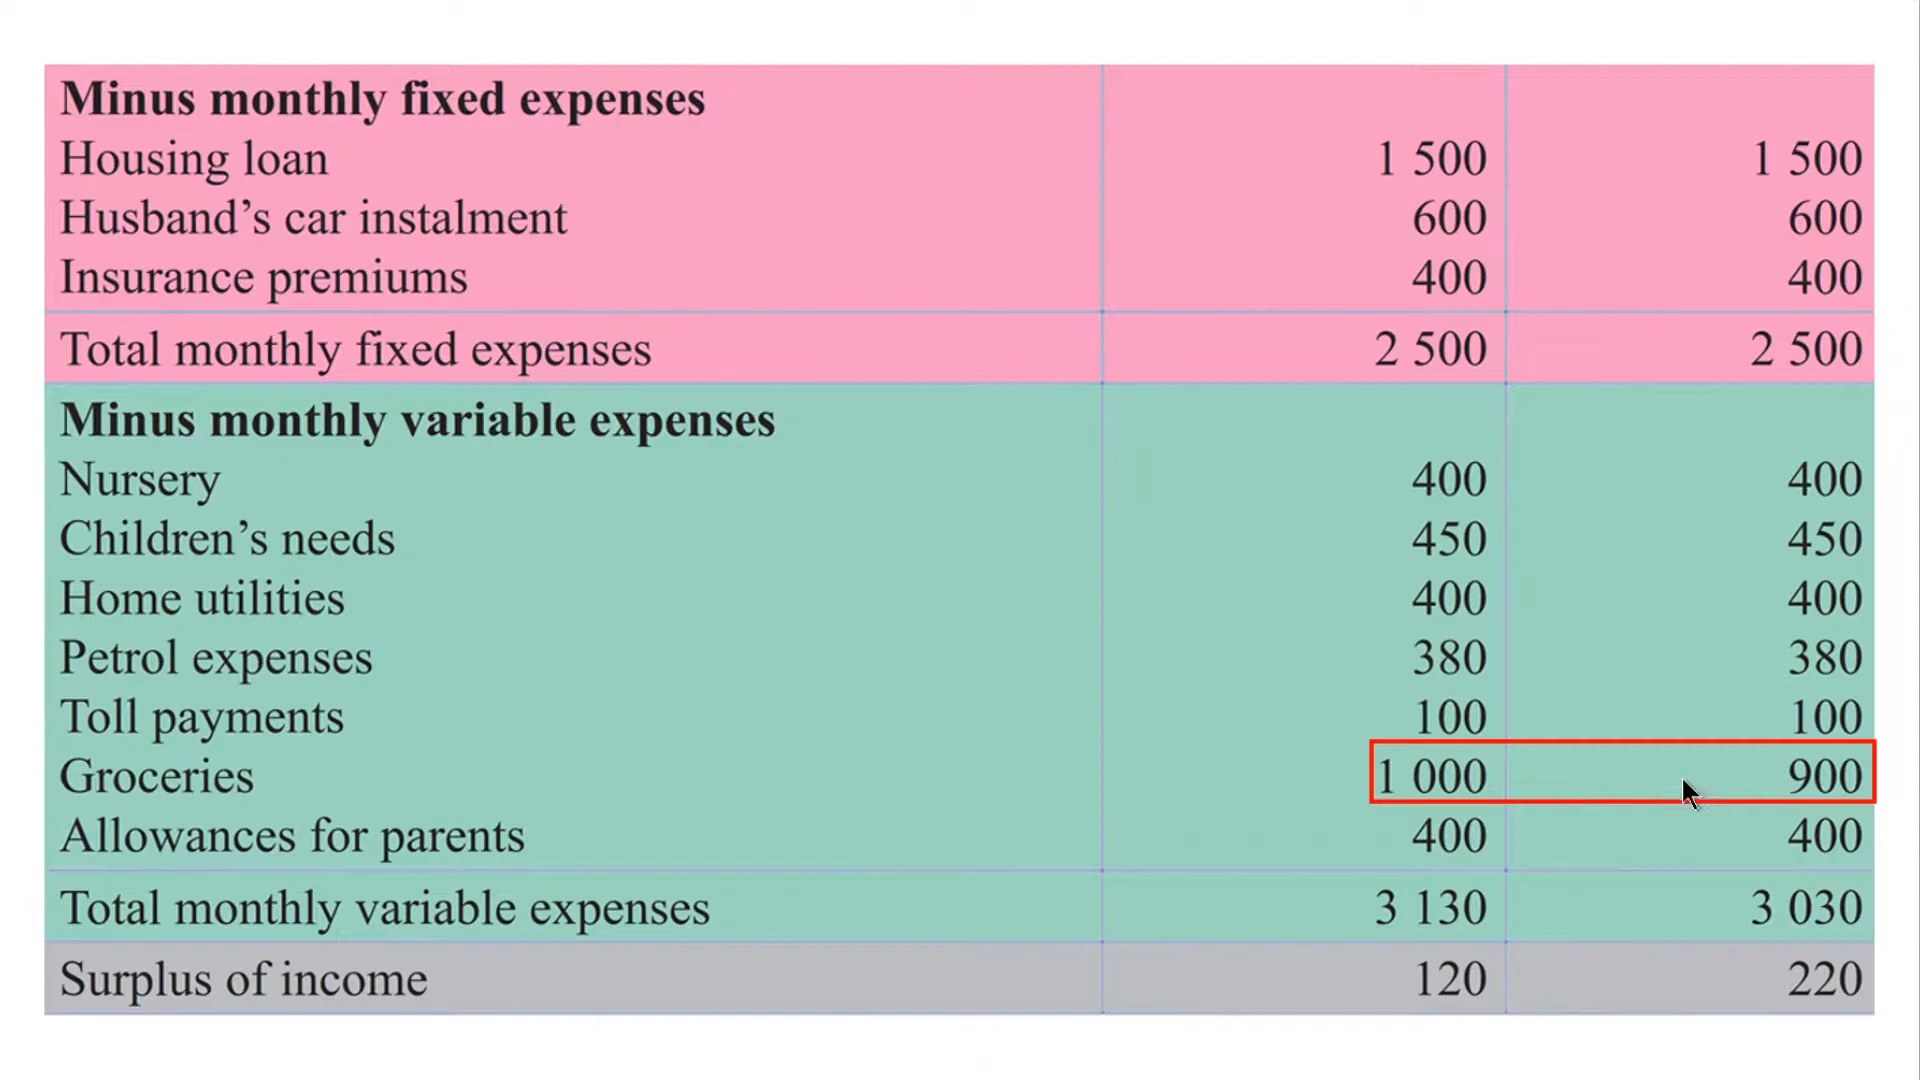 Minus monthly fixed expenses
Housing loan 1 500 1 500
Husband’s car instalment 600 600
Insurance premiums 400 400
Total monthly fixed expenses 2 500 2 500
Minus monthly variable expenses
Nursery 400 400
Children’s needs 450 450
Home utilities 400 400
Petrol expenses 380 380
Toll payments 100 100
Groceries 1 000 900
Allowances for parents 400 400
Total monthly variable expenses 3 130 3 030
Surplus of income 120 220